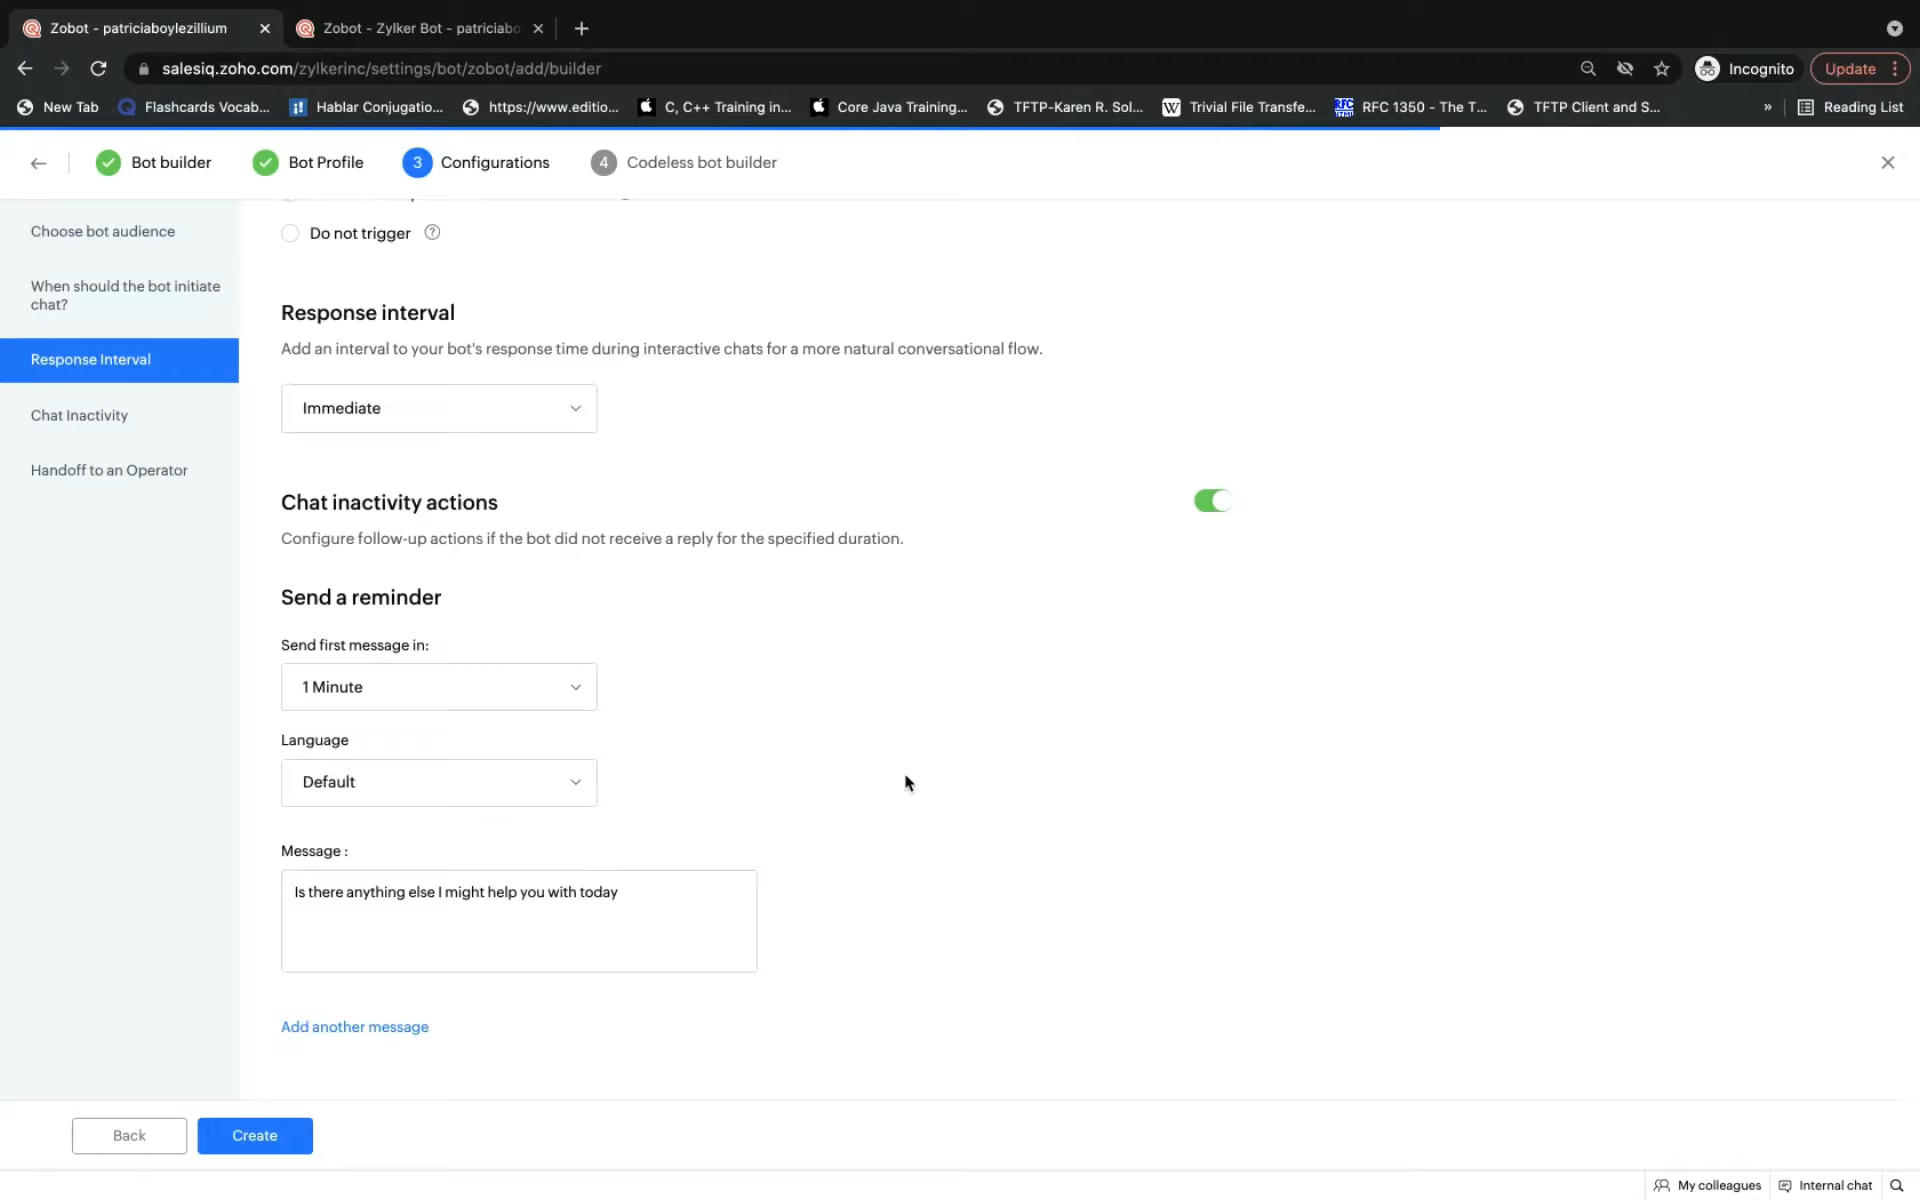 Zobot - patriciaboylezillium
Zobot - Zylker Bot - patriciabo
salesiq.zoho.com/zylkerinc/settings/bot/zobot/add/builder
Incognito
Update
New Tab
Flashcards Vocab...
Hablar Conjugatio...
https://www.editio...
C, C++ Training in...
Core Java Training...
TFTP-Karen R. Sol...
Trivial File Transfe...
RFC 1350 - The T...
TFTP Client and S...
»
Reading List
Bot builder
Bot Profile
3 Configurations
4 Codeless bot builder
Choose bot audience
When should the bot initiate
chat?
Response Interval
Chat Inactivity
Handoff to an Operator
Do not trigger ?
Response interval
Add an interval to your bot's response time during interactive chats for a more natural conversational flow.
Immediate
Chat inactivity actions
Configure follow-up actions if the bot did not receive a reply for the specified duration.
Send a reminder
Send first message in:
1 Minute
Language
Default
Message :
Is there anything else I might help you with today
Add another message
Back
Create
My colleagues
Internal chat